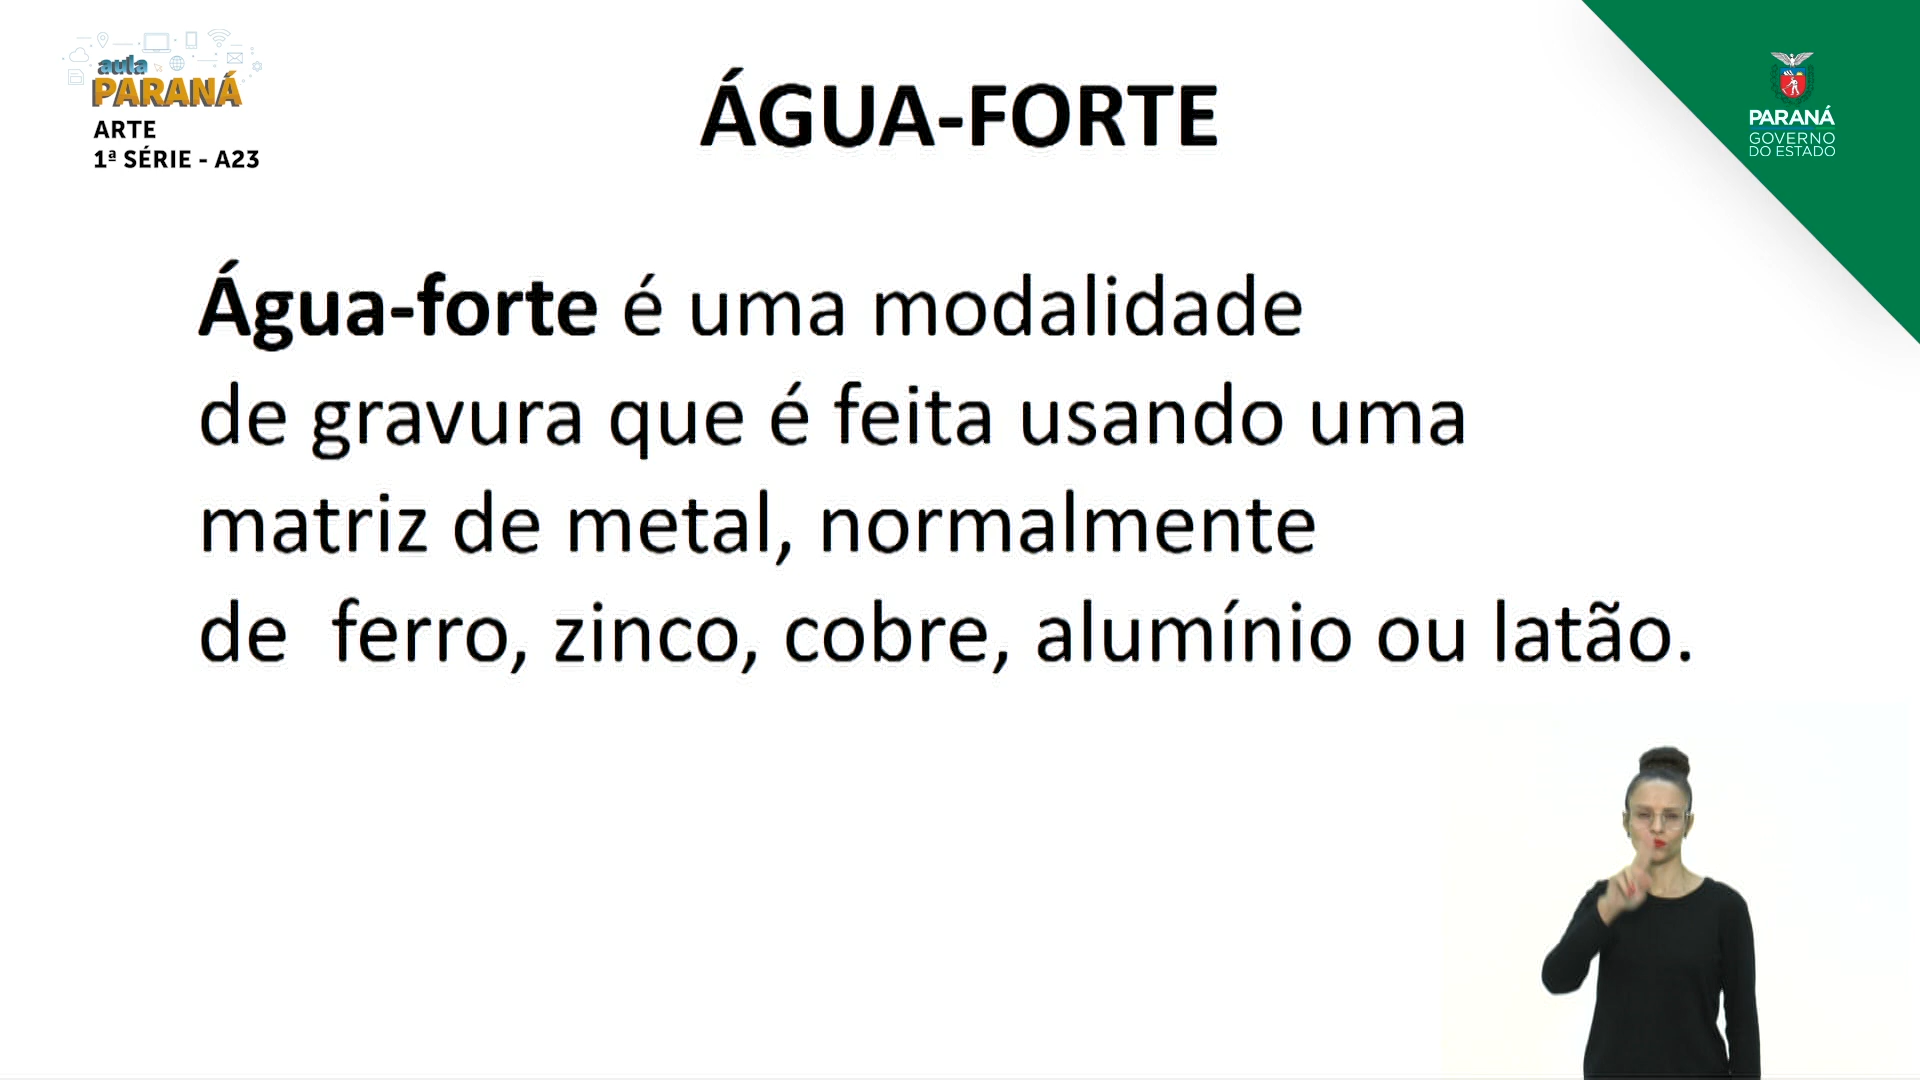 aula
PARANÁ
ARTE
1ª SÉRIE - A23
ÁGUA-FORTE
PARANÁ
GOVERNO
DO ESTADO
Água-forte é uma modalidade
de gravura que é feita usando uma
matriz de metal, normalmente
de  ferro, zinco, cobre, alumínio ou latão.